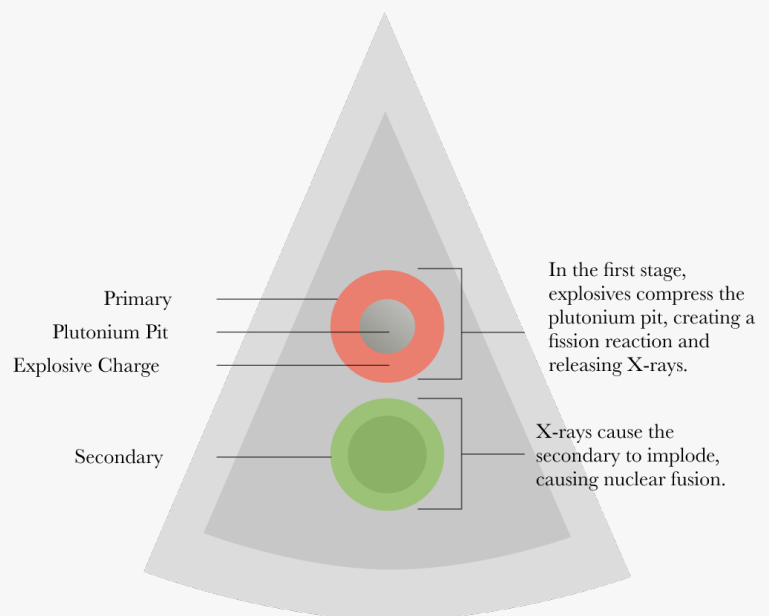 Primary
Plutonium Pit
Explosive Charge
Secondary
In the first stage,
explosives compress the
plutonium pit, creating a
fission reaction and
releasing X-rays.
X-rays cause the
secondary to implode,
causing nuclear fusion.